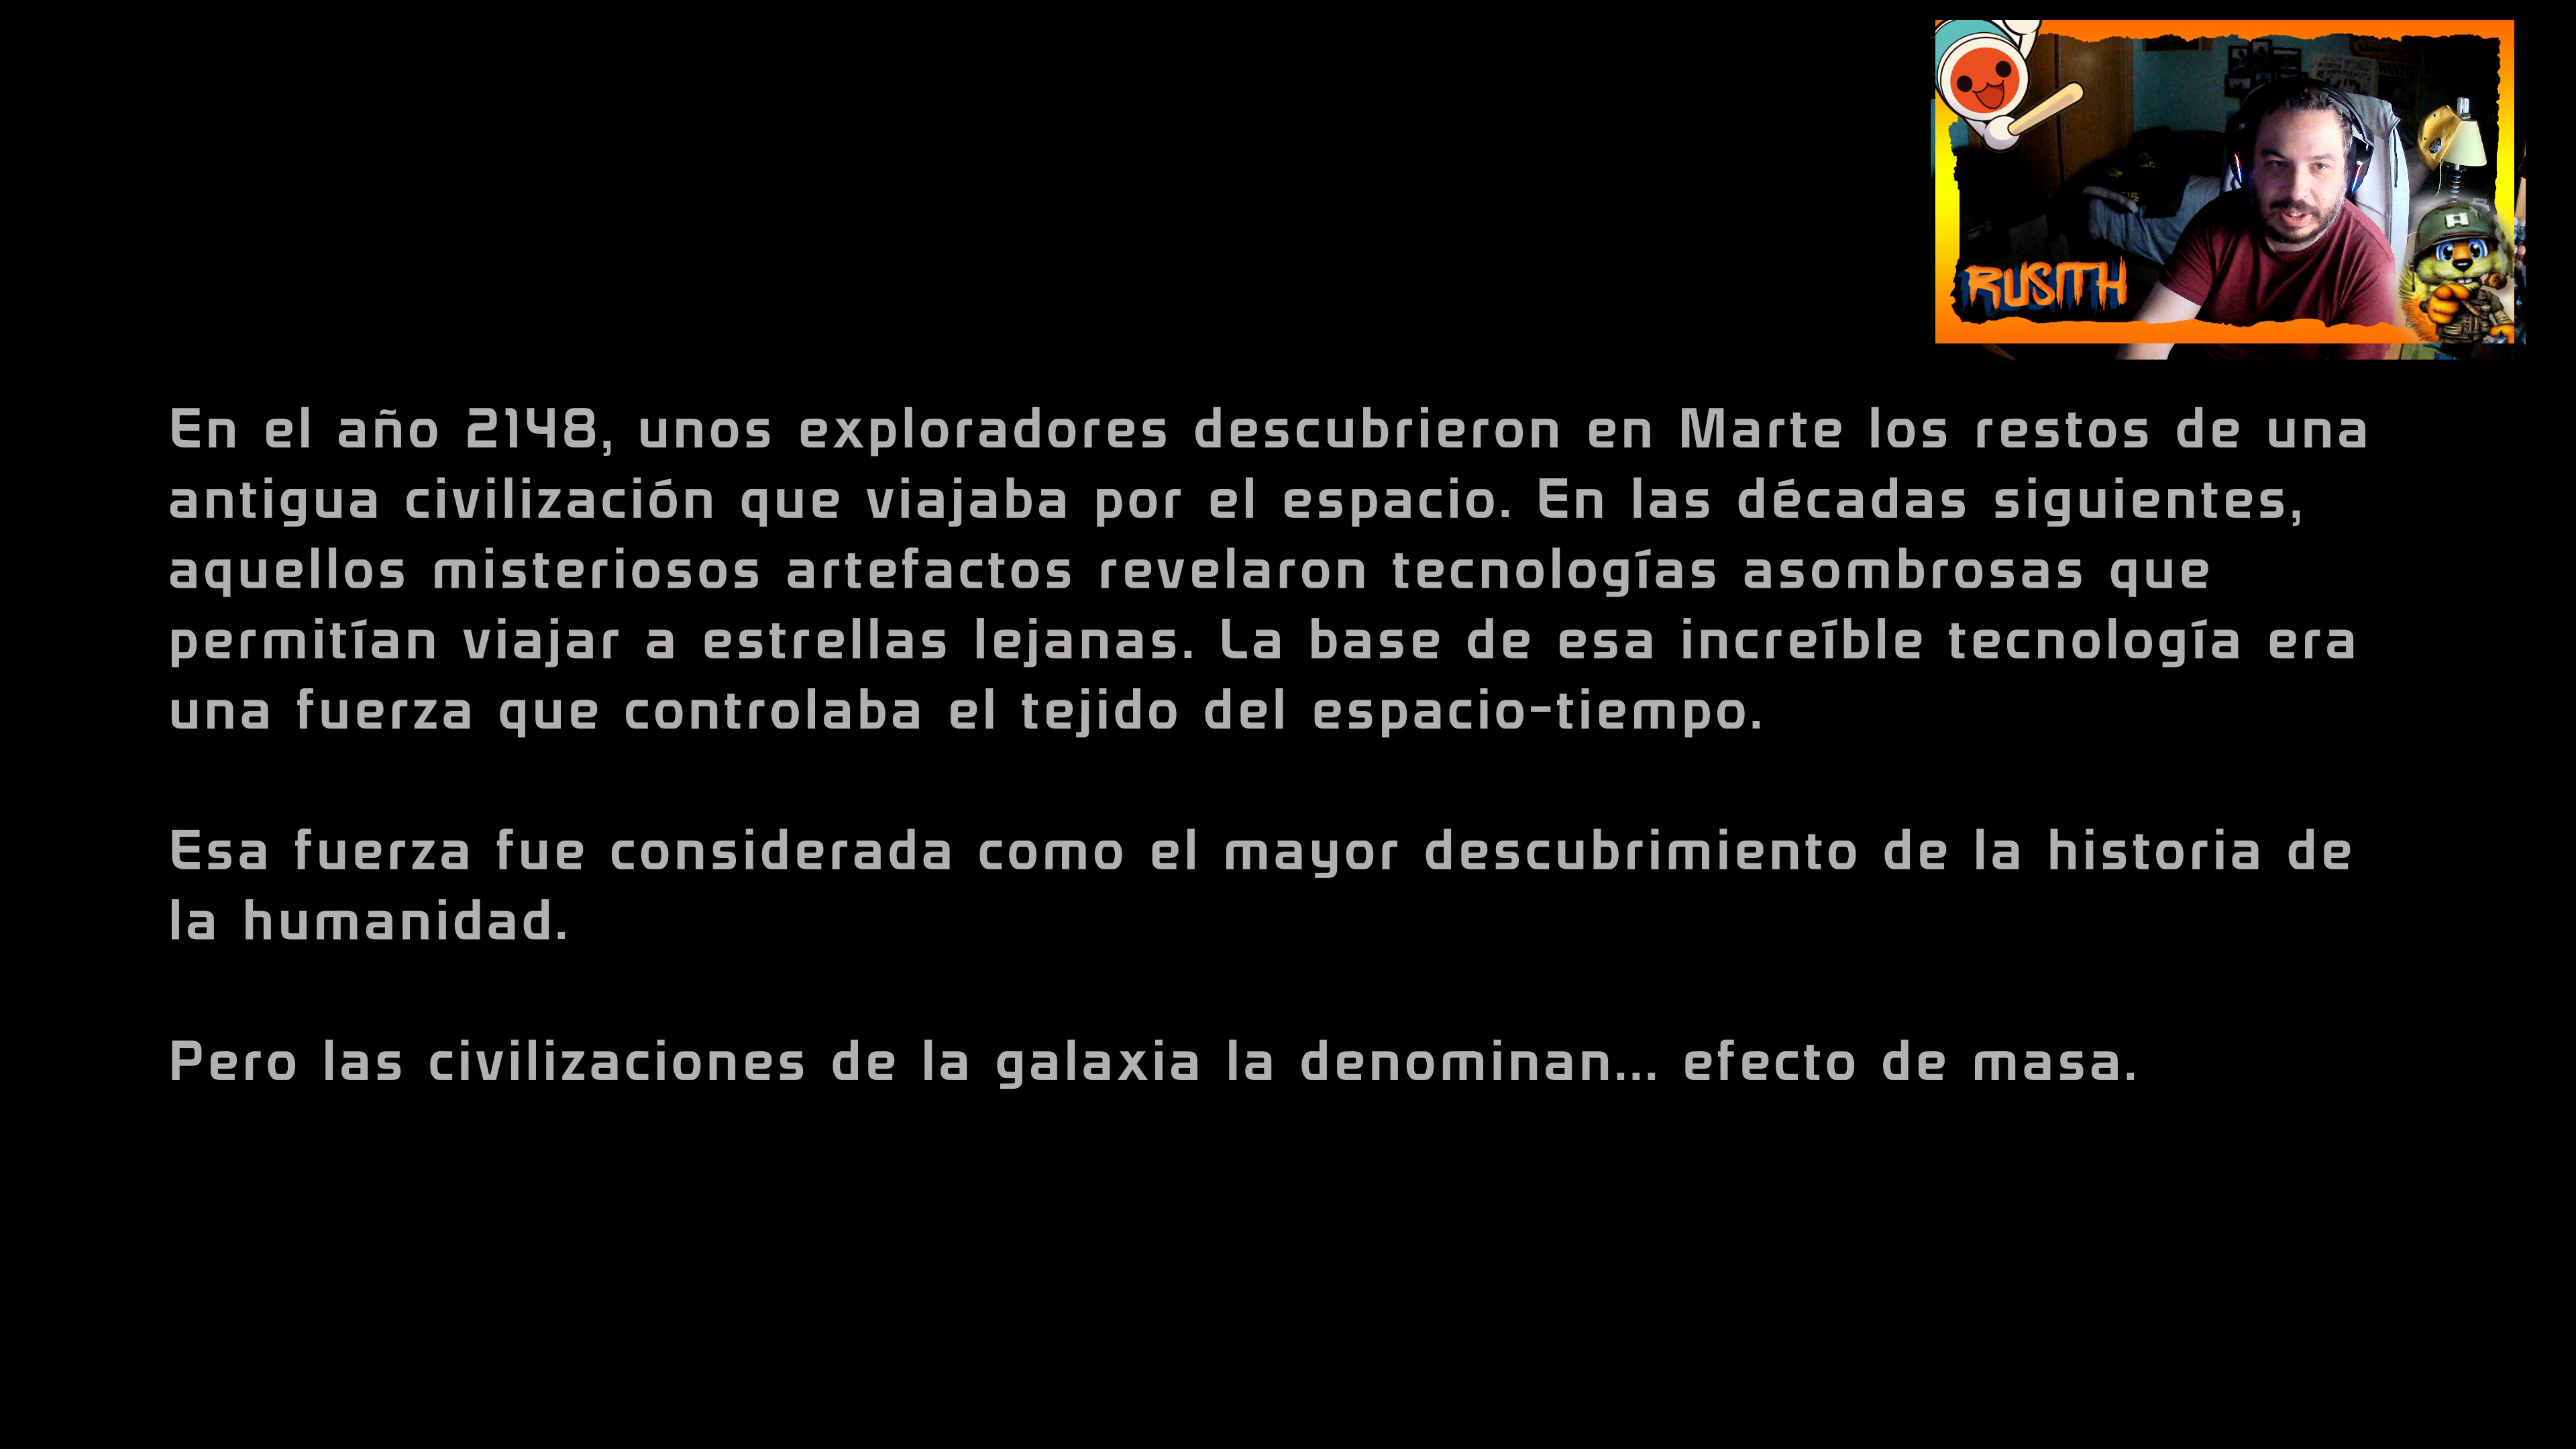 RUSITH
En el año 2148, unos exploradores descubrieron en Marte los restos de una
antigua civilización que viajaba por el espacio. En las décadas siguientes,
aquellos misteriosos artefactos revelaron tecnologías asombrosas que
permitían viajar a estrellas lejanas. La base de esa increíble tecnología era
una fuerza que controlaba el tejido del espacio-tiempo.
Esa fuerza fue considerada como el mayor descubrimiento de la historia de
la humanidad.
Pero las civilizaciones de la galaxia la denominan... efecto de masa.